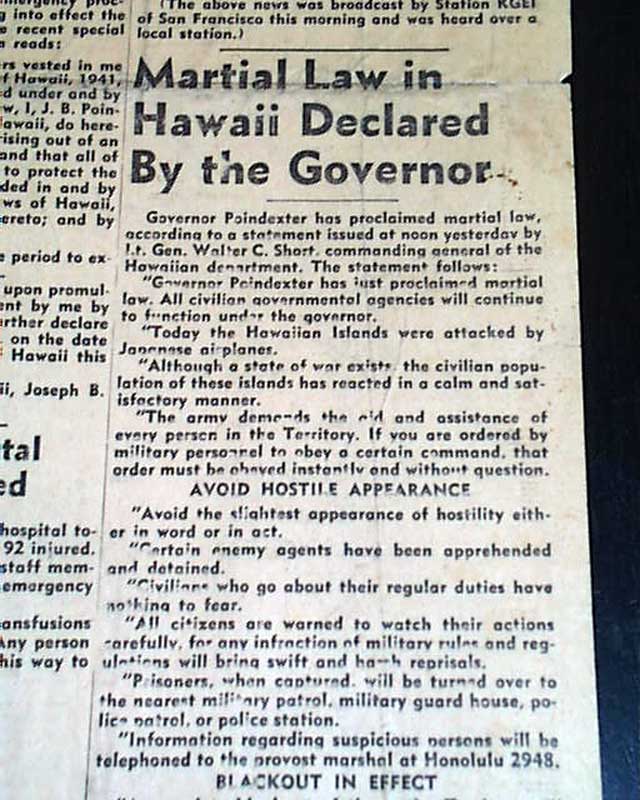 ergency proc-
g into effect the
e recent special
n reads:
ers vested in me
f Hawaii, 1941,
d under and by
w, I, J. B. Poin-
awaii, do here-
rising out of an
and that all of
to protect the
ded in and by
ws of Hawaii,
ereto; and by
e period to ex-
upon promul-
ent by me by
rther declare
on the date
Hawaii this
ii, Joseph B.
tal
ed
hospital to-
92 injured.
staff mem-
emergency
ansfusions
Any person
his way to
(The above news was broadcast by Station KGEI
of San Francisco this morning and was heard over a
local station.)
Martial Law in
Hawaii Declared
By the Governor
Governor Poindexter has proclaimed martial law,
according to a statement issued at noon yesterday by
Lt. Gen. Walter C. Short, commanding general of the
Hawaiian department. The statement follows:
"Governor Poindexter has just proclaimed martial
law. All civilian governmental agencies will continue
to function under the governor.
"Today the Hawaiian Islands were attacked by
Japanese airplanes.
"Although a state of war exists, the civilian popu-
lation of these islands has reacted in a calm and sat-
isfactory manner.
"The army demands the aid and assistance of
every person in the Territory. If you are ordered by
military personnel to obey a certain command, that
order must be obeyed instantly and without question.
AVOID HOSTILE APPEARANCE
"Avoid the slightest appearance of hostility eith-
er in word or in act.
"Certain enemy agents have been apprehended
and detained.
"Civilians who go about their regular duties have
nothing to fear.
"All citizens are warned to watch their actions
carefully, for any infraction of military rules and reg-
ulations will bring swift and harsh reprisals.
"Prisoners, when captured, will be turned over to
the nearest military patrol, military guard house, po-
lice patrol, or police station.
"Information regarding suspicious persons will be
telephoned to the provost marshal at Honolulu 2948.
BLACKOUT IN EFFECT